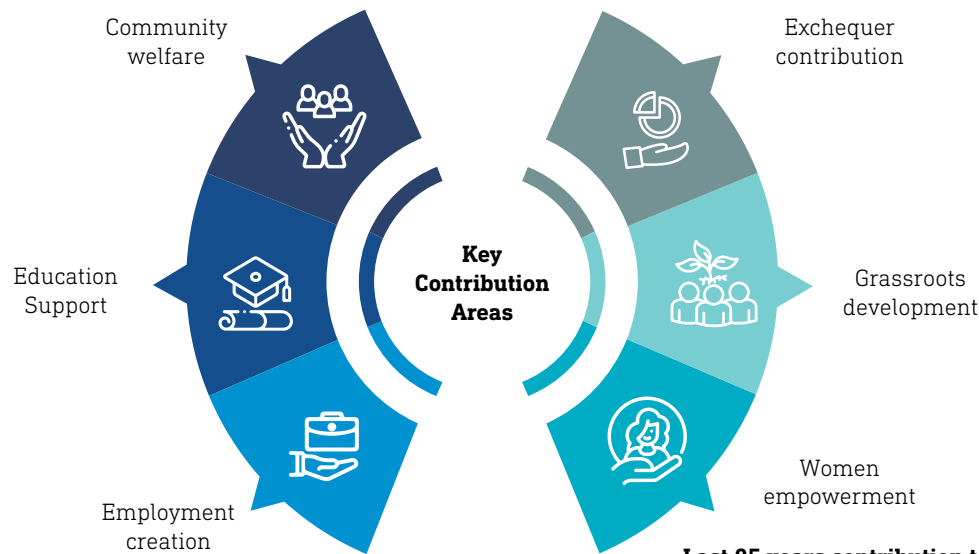 Community
welfare
Exchequer
contribution
Key
Contribution
Areas
Education
Support
Grassroots
development
Employment
creation
Women
empowerment